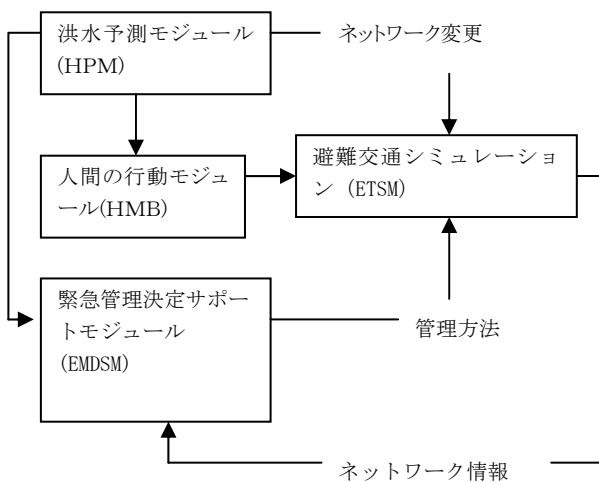 洪水予測モジュール
(HPM)
ネットワーク変更
人間の行動モジュ
ール(HMB)
避難交通シミュレーショ
ン (ETSM)
緊急管理決定サポー
トモジュール
(EMDSM)
管理方法
ネットワーク情報